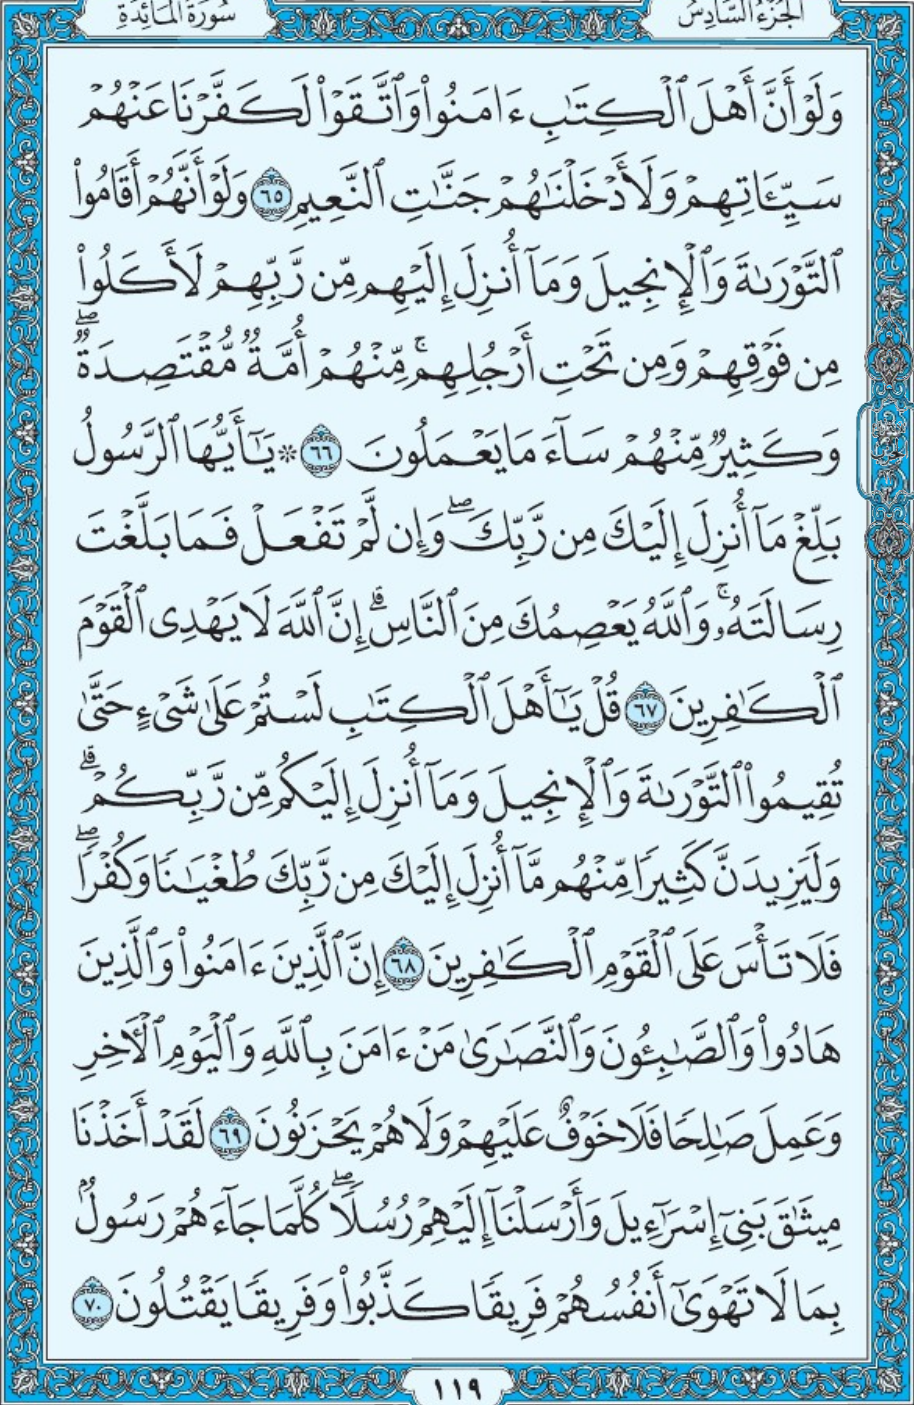 الجُزْءُ السَّادِسُ
سُورَةُ المَائِدَةِ
وَلَوْ أَنَّ أَهْلَ ٱلْكِتَٰبِ ءَامَنُوا۟ وَٱتَّقَوْا۟ لَكَفَّرْنَا عَنْهُمْ
سَيِّـَٔاتِهِمْ وَلَأَدْخَلْنَٰهُمْ جَنَّٰتِ ٱلنَّعِيمِ ٦٥ وَلَوْ أَنَّهُمْ أَقَامُوا۟
ٱلتَّوْرَىٰةَ وَٱلْإِنجِيلَ وَمَآ أُنزِلَ إِلَيْهِم مِّن رَّبِّهِمْ لَأَكَلُوا۟
مِن فَوْقِهِمْ وَمِن تَحْتِ أَرْجُلِهِم ۚ مِّنْهُمْ أُمَّةٌ مُّقْتَصِدَةٌ ۖ
وَكَثِيرٌ مِّنْهُمْ سَآءَ مَا يَعْمَلُونَ ٦٦ ۞ يَٰٓأَيُّهَا ٱلرَّسُولُ
بَلِّغْ مَآ أُنزِلَ إِلَيْكَ مِن رَّبِّكَ ۖ وَإِن لَّمْ تَفْعَلْ فَمَا بَلَّغْتَ
رِسَالَتَهُۥ ۚ وَٱللَّهُ يَعْصِمُكَ مِنَ ٱلنَّاسِ ۗ إِنَّ ٱللَّهَ لَا يَهْدِى ٱلْقَوْمَ
ٱلْكَٰفِرِينَ ٦٧ قُلْ يَٰٓأَهْلَ ٱلْكِتَٰبِ لَسْتُمْ عَلَىٰ شَىْءٍ حَتَّىٰ
تُقِيمُوا۟ ٱلتَّوْرَىٰةَ وَٱلْإِنجِيلَ وَمَآ أُنزِلَ إِلَيْكُم مِّن رَّبِّكُمْ ۗ
وَلَيَزِيدَنَّ كَثِيرًا مِّنْهُم مَّآ أُنزِلَ إِلَيْكَ مِن رَّبِّكَ طُغْيَٰنًا وَكُفْرًا ۖ
فَلَا تَأْسَ عَلَى ٱلْقَوْمِ ٱلْكَٰفِرِينَ ٦٨ إِنَّ ٱلَّذِينَ ءَامَنُوا۟ وَٱلَّذِينَ
هَادُوا۟ وَٱلصَّٰبِـُٔونَ وَٱلنَّصَٰرَىٰ مَنْ ءَامَنَ بِٱللَّهِ وَٱلْيَوْمِ ٱلْـَٔاخِرِ
وَعَمِلَ صَٰلِحًا فَلَا خَوْفٌ عَلَيْهِمْ وَلَا هُمْ يَحْزَنُونَ ٦٩ لَقَدْ أَخَذْنَا
مِيثَٰقَ بَنِىٓ إِسْرَٰٓءِيلَ وَأَرْسَلْنَآ إِلَيْهِمْ رُسُلًا ۖ كُلَّمَا جَآءَهُمْ رَسُولٌۢ
بِمَا لَا تَهْوَىٰٓ أَنفُسُهُمْ فَرِيقًا كَذَّبُوا۟ وَفَرِيقًا يَقْتُلُونَ ٧٠
١١٩